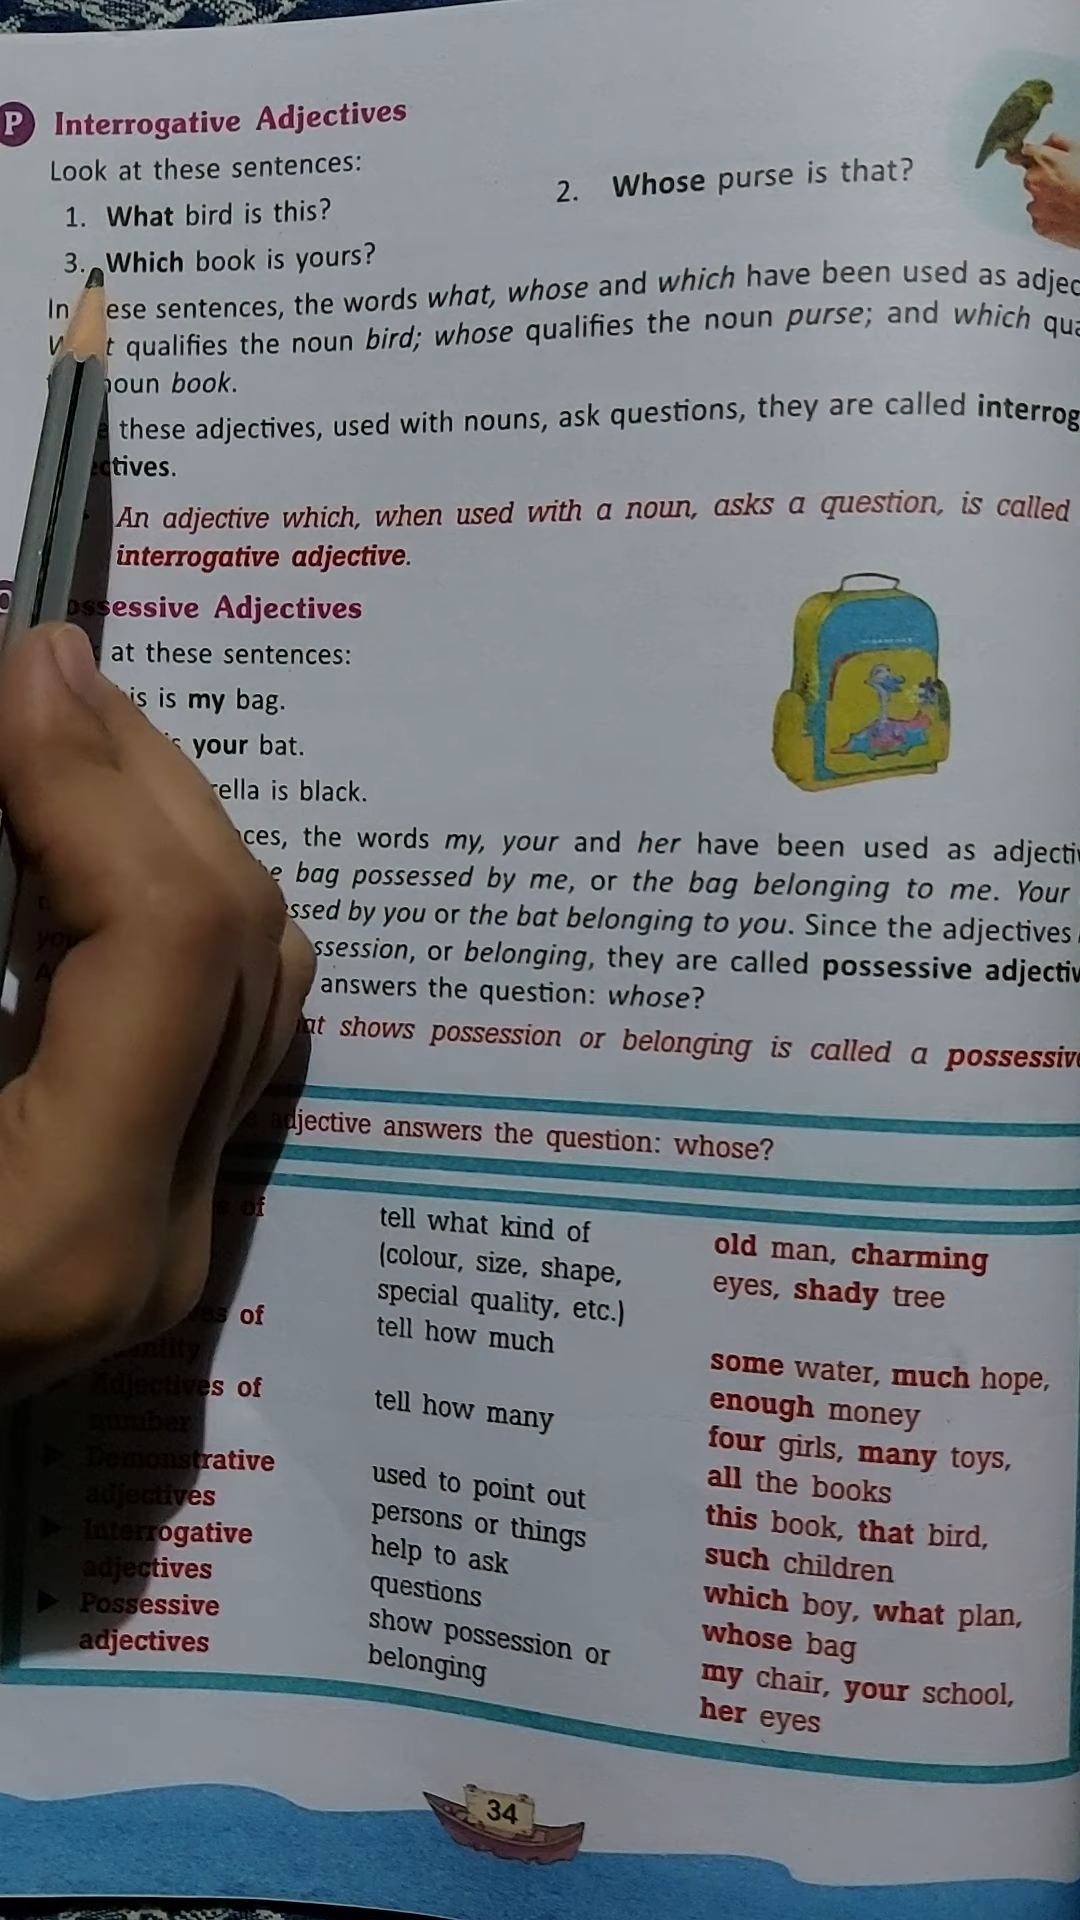 P Interrogative Adjectives
Look at these sentences:
1. What bird is this? 2. Whose purse is that?
3. Which book is yours?
In ese sentences, the words what, whose and which have been used as adjec
t qualifies the noun bird; whose qualifies the noun purse; and which qua
noun book.
these adjectives, used with nouns, ask questions, they are called interrog
ctives.
An adjective which, when used with a noun, asks a question, is called
interrogative adjective.
ossessive Adjectives
at these sentences:
is is my bag.
your bat.
ella is black.
ces, the words my, your and her have been used as adjectiv
bag possessed by me, or the bag belonging to me. Your
ssed by you or the bat belonging to you. Since the adjectives
ssession, or belonging, they are called possessive adjectiv
answers the question: whose?
at shows possession or belonging is called a possessive
adjective answers the question: whose?
of tell what kind of old man, charming
(colour, size, shape, eyes, shady tree
special quality, etc.)
es of tell how much some water, much hope,
ntity enough money
Adjectives of tell how many four girls, many toys,
number all the books
Demonstrative used to point out this book, that bird,
adjectives persons or things such children
Interrogative help to ask which boy, what plan,
adjectives questions whose bag
Possessive show possession or my chair, your school,
adjectives belonging her eyes
34